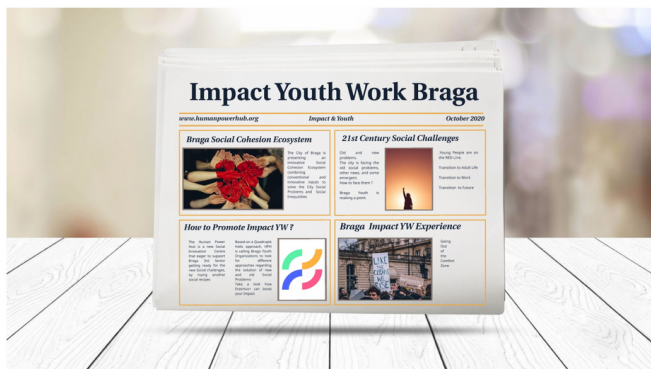 Impact Youth Work Braga
www.humanpowerhub.org Impact & Youth October 2020
Braga Social Cohesion Ecosystem
The City of Braga is
presenting an
innovative Social
Cohesion Ecosystem
combining
conventional and
innovative inputs to
solve the City Social
Problems and Social
Inequalities
21st Century Social Challenges
Old and new
problems.
The city is facing the
old social problems,
other news, and some
emergent.
How to face them ?
Braga Youth is
making a point.
Young People are on
the RED Line.
Transition to Adult Life
Transition to Work
Transition to Future
How to Promote Impact YW ?
The Human Power
Hub is a new Social
Innovation Centre
that eager to support
Braga 3rd Sector
getting ready for the
new Social challenges,
by trying another
social recipes.
Based on a Quadruple
Helix approach, HPH
is calling Braga Youth
Organisations to look
for different
approaches regarding
the solution of new
and old Social
Problems.
Take a look how
Erasmus+ can boost
your impact
Braga Impact YW Experience
LIKE
THE
OCEANS
WE
RISE
Going
Out
of
the
Comfort
Zone